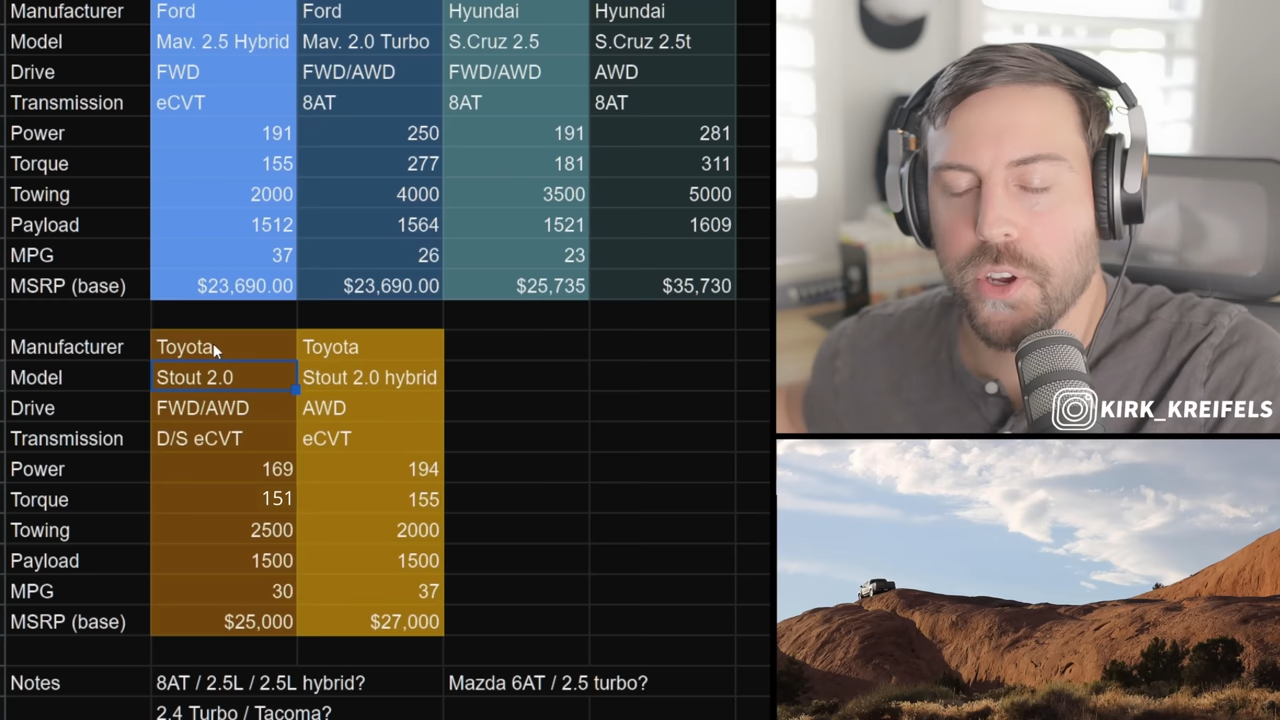 Manufacturer Ford Ford Hyundai Hyundai
Model Mav. 2.5 Hybrid Mav. 2.0 Turbo S.Cruz 2.5 S.Cruz 2.5t
Drive FWD FWD/AWD FWD/AWD AWD
Transmission eCVT 8AT 8AT 8AT
Power 191 250 191 281
Torque 155 277 181 311
Towing 2000 4000 3500 5000
Payload 1512 1564 1521 1609
MPG 37 26 23
MSRP (base) $23,690.00 $23,690.00 $25,735 $35,730
Manufacturer Toyota Toyota
Model Stout 2.0 Stout 2.0 hybrid
Drive FWD/AWD AWD
Transmission D/S eCVT eCVT
Power 169 194
Torque 151 155
Towing 2500 2000
Payload 1500 1500
MPG 30 37
MSRP (base) $25,000 $27,000
Notes 8AT / 2.5L / 2.5L hybrid? Mazda 6AT / 2.5 turbo?
2.4 Turbo / Tacoma?
KIRK_KREIFELS